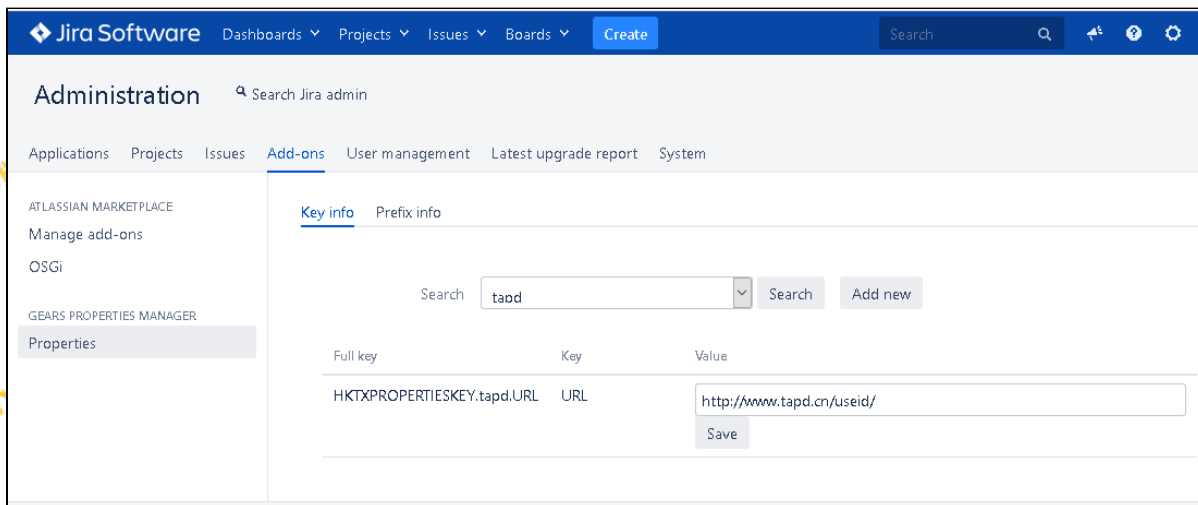 Jira Software Dashboards Projects Issues Boards Create Search
Administration Search Jira admin
Applications Projects Issues Add-ons User management Latest upgrade report System
ATLASSIAN MARKETPLACE
Manage add-ons
OSGi
GEARS PROPERTIES MANAGER
Properties
Key info Prefix info
Search tapd Search Add new
Full key Key Value
HKTXPROPERTIESKEY.tapd.URL URL http://www.tapd.cn/useid/
Save